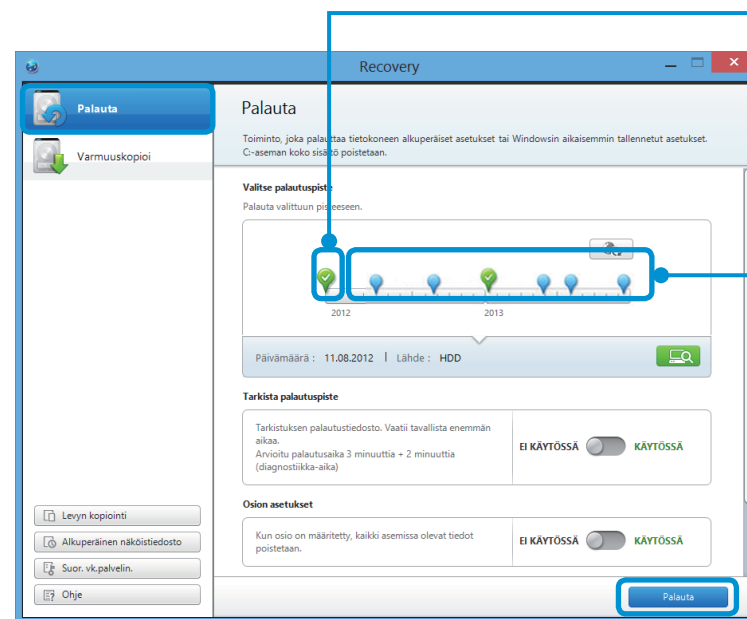 Recovery
Palauta
Varmuuskopioi
Levyn kopiointi
Alkuperäinen näköistiedosto
Suor. vk.palvelin.
Ohje
Palauta
Toiminto, joka palauttaa tietokoneen alkuperäiset asetukset tai Windowsin aikaisemmin tallennetut asetukset.
C:-aseman koko sisältö poistetaan.
Valitse palautuspiste
Palauta valittuun pisteeseen.
2012
2013
Päivämäärä : 11.08.2012 | Lähde : HDD
Tarkista palautuspiste
Tarkistuksen palautustiedosto. Vaatii tavallista enemmän
aikaa.
Arvioitu palautusaika 3 minuuttia + 2 minuuttia
(diagnostiikka-aika)
EI KÄYTÖSSÄ KÄYTÖSSÄ
Osion asetukset
Kun osio on määritetty, kaikki asemissa olevat tiedot
poistetaan.
EI KÄYTÖSSÄ KÄYTÖSSÄ
Palauta